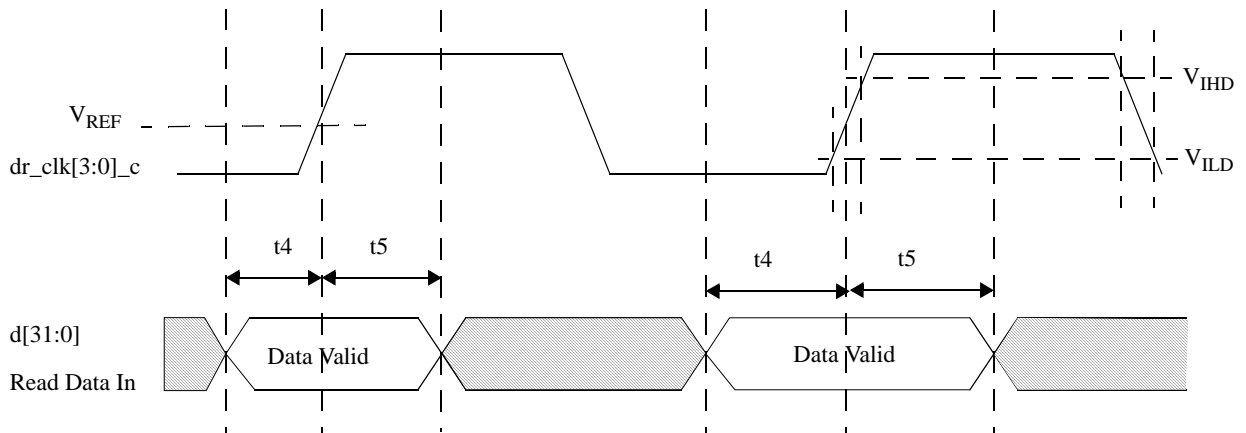 V_REF
dr_clk[3:0]_c
V_IHD
V_ILD
t4 t5 t4 t5
d[31:0]
Data Valid Data Valid
Read Data In